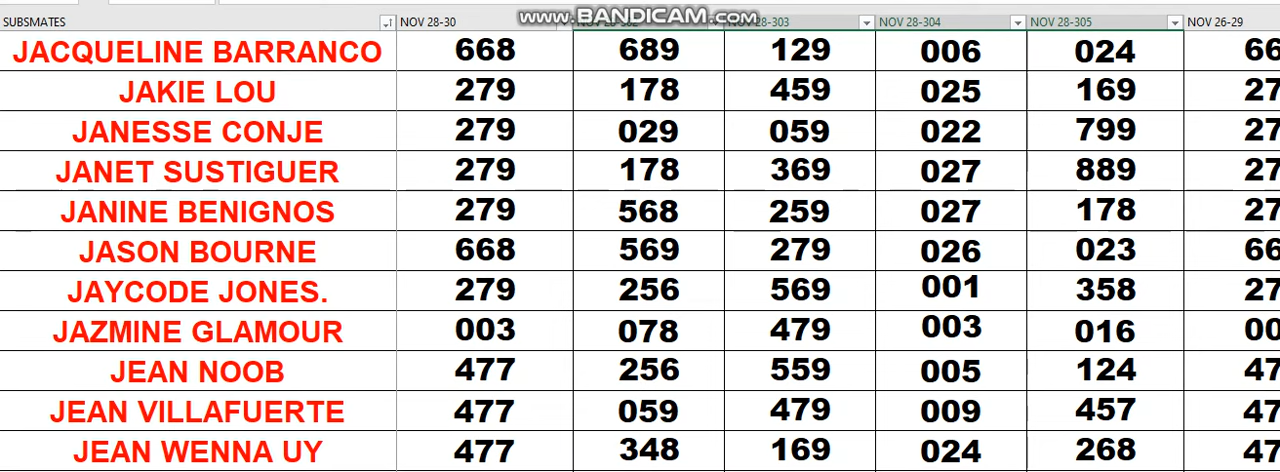 www.BANDICAM.com
SUBSMATES NOV 28-30 NOV 28-302 NOV 28-303 NOV 28-304 NOV 28-305 NOV 26-29
JACQUELINE BARRANCO 668 689 129 006 024 66
JAKIE LOU 279 178 459 025 169 27
JANESSE CONJE 279 029 059 022 799 27
JANET SUSTIGUER 279 178 369 027 889 27
JANINE BENIGNOS 279 568 259 027 178 27
JASON BOURNE 668 569 279 026 023 66
JAYCODE JONES. 279 256 569 001 358 27
JAZMINE GLAMOUR 003 078 479 003 016 00
JEAN NOOB 477 256 559 005 124 47
JEAN VILLAFUERTE 477 059 479 009 457 47
JEAN WENNA UY 477 348 169 024 268 47